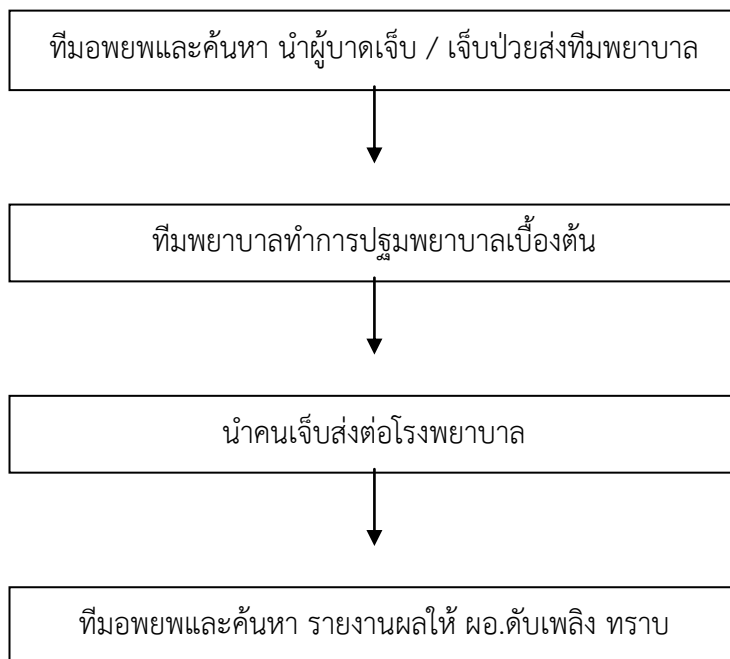 ทีมอพยพและค้นหา นำผู้บาดเจ็บ / เจ็บป่วยส่งทีมพยาบาล
ทีมพยาบาลทำการปฐมพยาบาลเบื้องต้น
นำคนเจ็บส่งต่อโรงพยาบาล
ทีมอพยพและค้นหา รายงานผลให้ ผอ.ดับเพลิง ทราบ